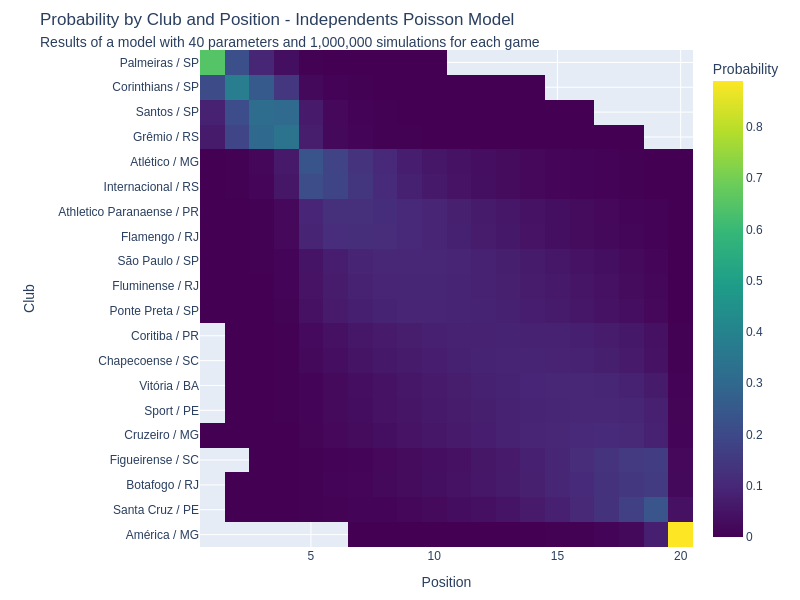 Probability by Club and Position - Independents Poisson Model
Results of a model with 40 parameters and 1,000,000 simulations for each game
Probability
Palmeiras / SP
Corinthians / SP
Santos / SP
Grêmio / RS
Atlético / MG
Internacional / RS
Athletico Paranaense / PR
Flamengo / RJ
São Paulo / SP
Fluminense / RJ
Ponte Preta / SP
Coritiba / PR
Chapecoense / SC
Vitória / BA
Sport / PE
Cruzeiro / MG
Figueirense / SC
Botafogo / RJ
Santa Cruz / PE
América / MG
Club
5
10
15
20
Position
0.8
0.7
0.6
0.5
0.4
0.3
0.2
0.1
0